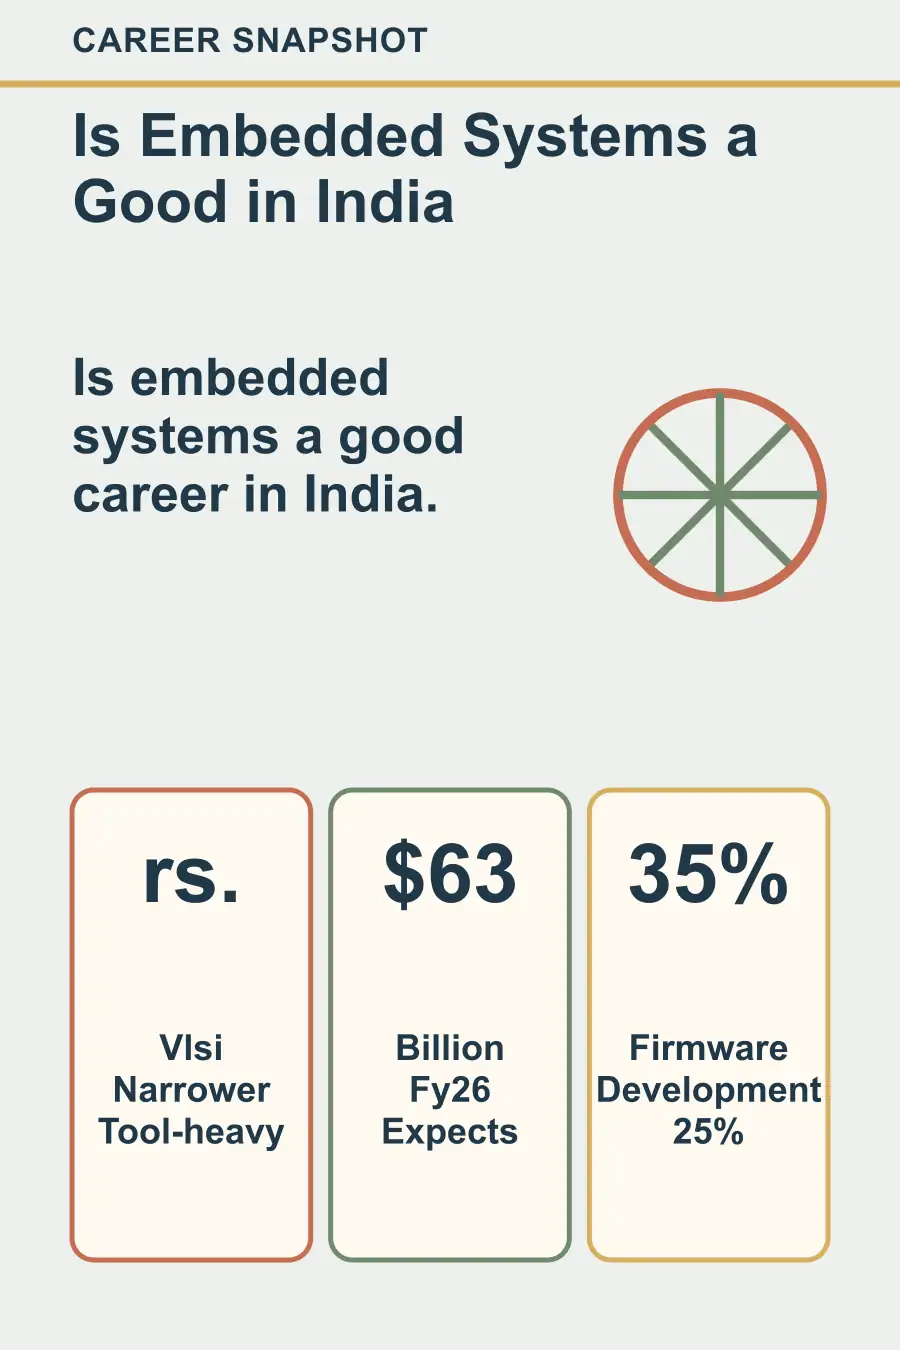 CAREER SNAPSHOT
Is Embedded Systems a
Good in India
Is embedded
systems a good
career in India.
rs.
Vlsi
Narrower
Tool-heavy
$63
Billion
Fy26
Expects
35%
Firmware
Development
25%